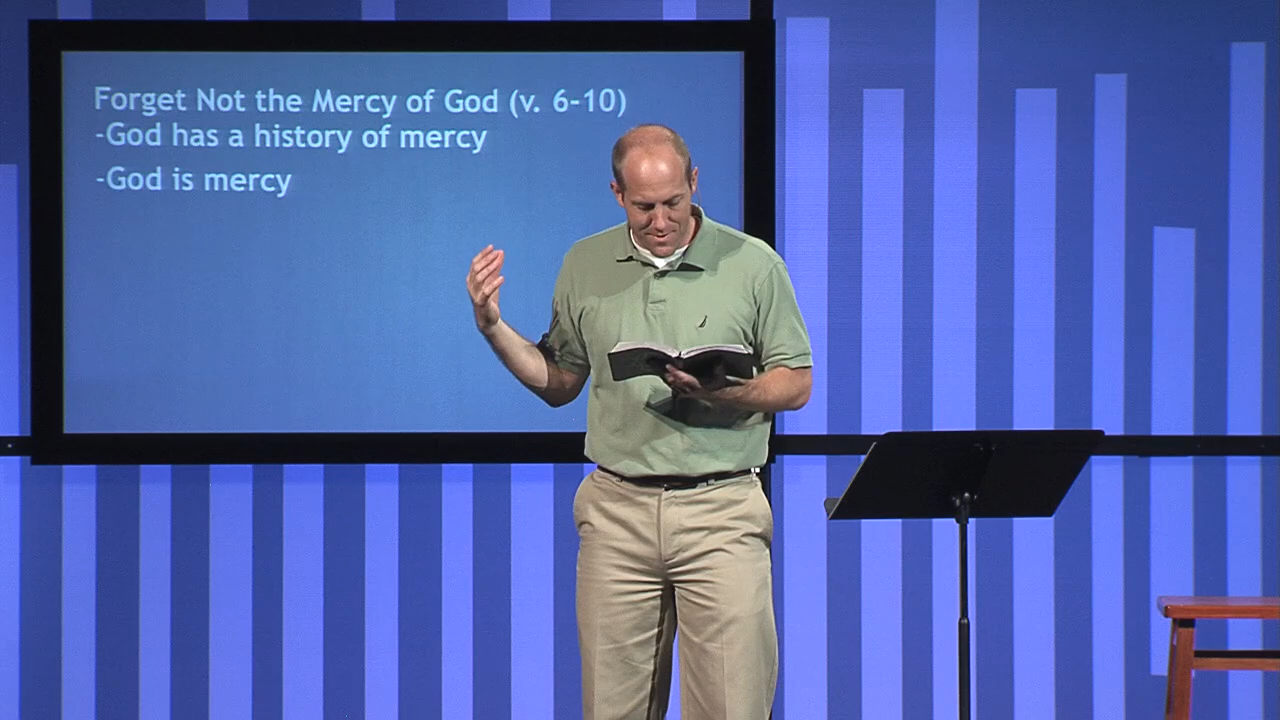 Forget Not the Mercy of God (v. 6-10)
-God has a history of mercy
-God is mercy